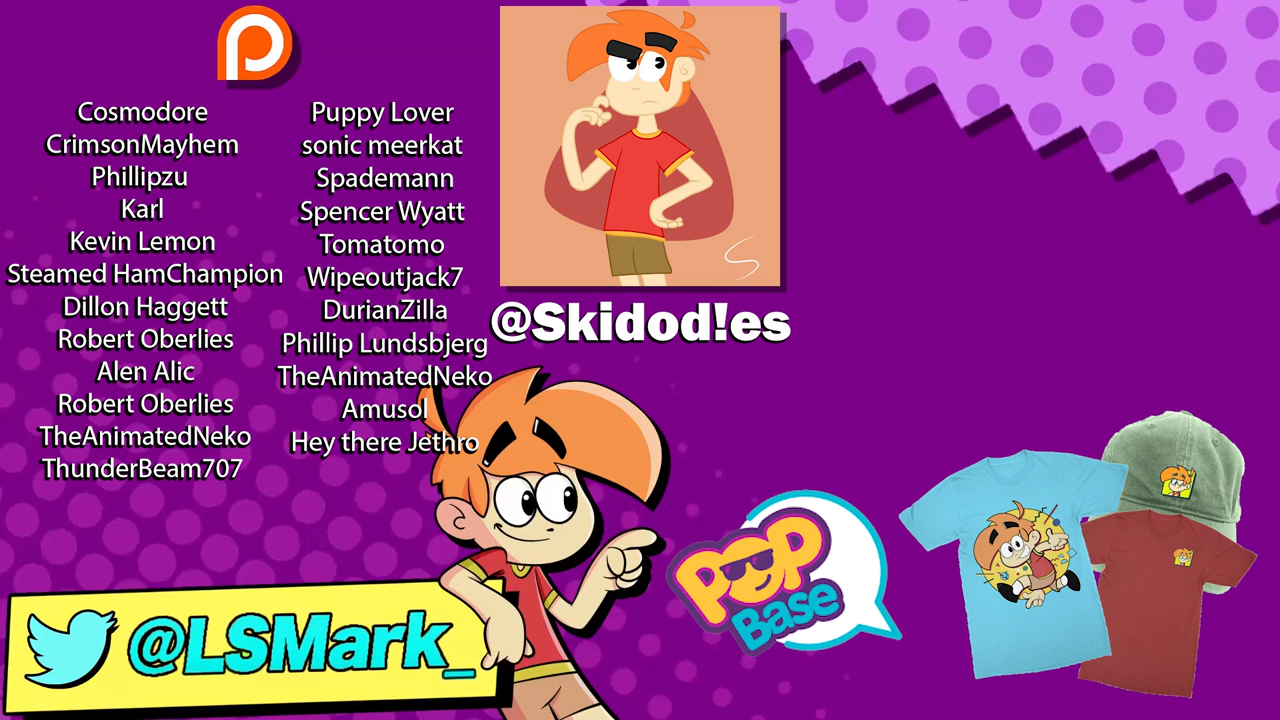 Cosmodore
CrimsonMayhem
Phillipzu
Karl
Kevin Lemon
Steamed HamChampion
Dillon Haggett
Robert Oberlies
Alen Alic
Robert Oberlies
TheAnimatedNeko
ThunderBeam707
Puppy Lover
sonic meerkat
Spademann
Spencer Wyatt
Tomatomo
Wipeoutjack7
DurianZilla
Phillip Lundsbjerg
TheAnimatedNeko
Amusol
Hey there Jethro
@Skidod!es
@LSMark_
POP
Base